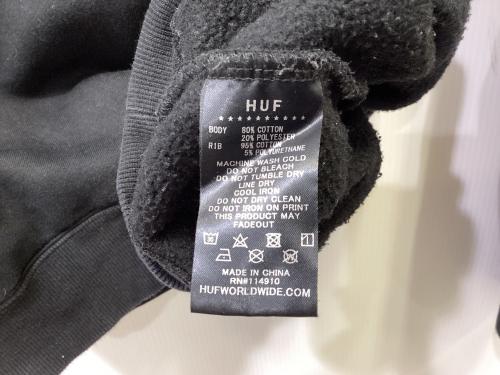 HUF
★★★★★★★★★★
BODY 80% COTTON
20% POLYESTER
RIB 95% COTTON
5% POLYURETHANE
MACHINE WASH COLD
DO NOT BLEACH
DO NOT TUMBLE DRY
LINE DRY
COOL IRON
DO NOT DRY CLEAN
DO NOT IRON ON PRINT
THIS PRODUCT MAY
FADEOUT
MADE IN CHINA
RN#114910
HUFWORLDWIDE.COM